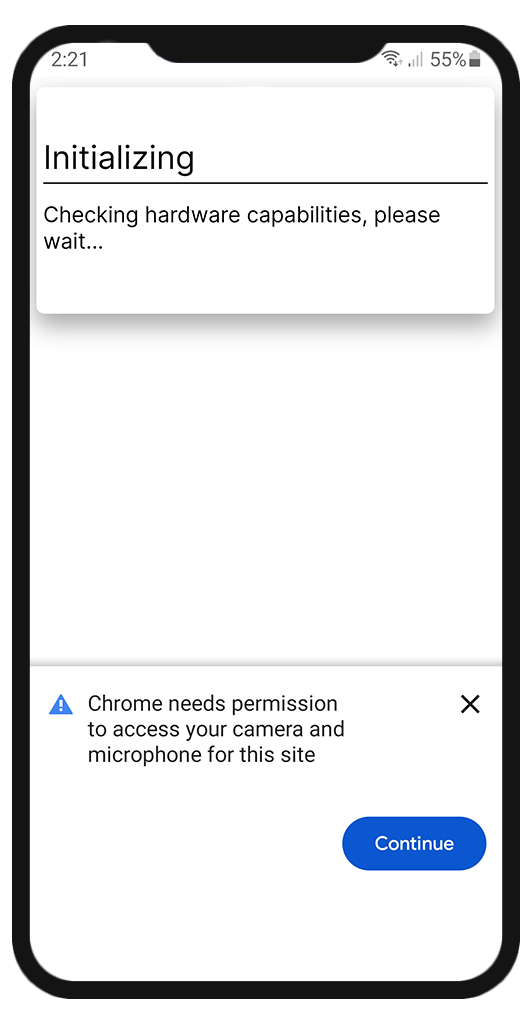 2:21 55%
Initializing
Checking hardware capabilities, please
wait...
Chrome needs permission
to access your camera and
microphone for this site
Continue